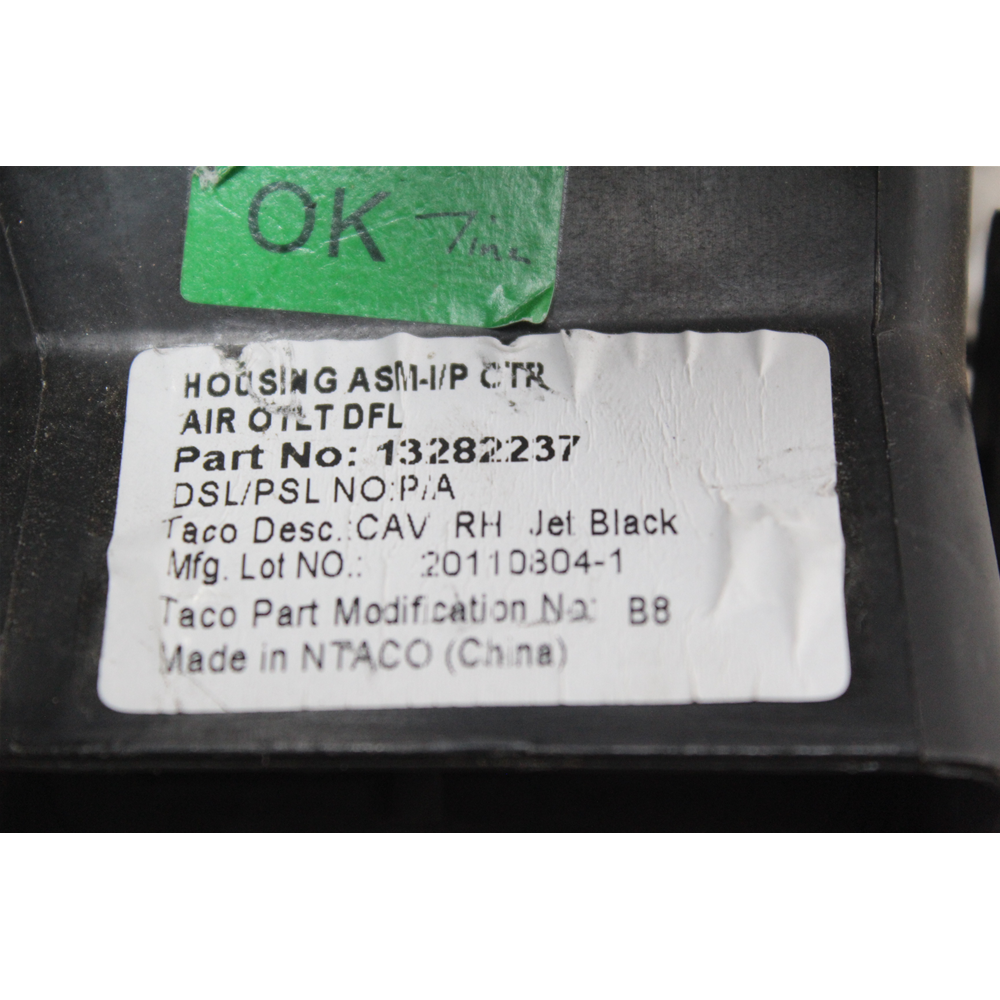 OK
HOUSING ASM-I/P CTR
AIR OTLT DFL
Part No: 13282237
DSL/PSL NO:P/A
Taco Desc.:CAV RH Jet Black
Mfg. Lot NO.: 20110804-1
Taco Part Modification No: B8
Made in NTACO (China)